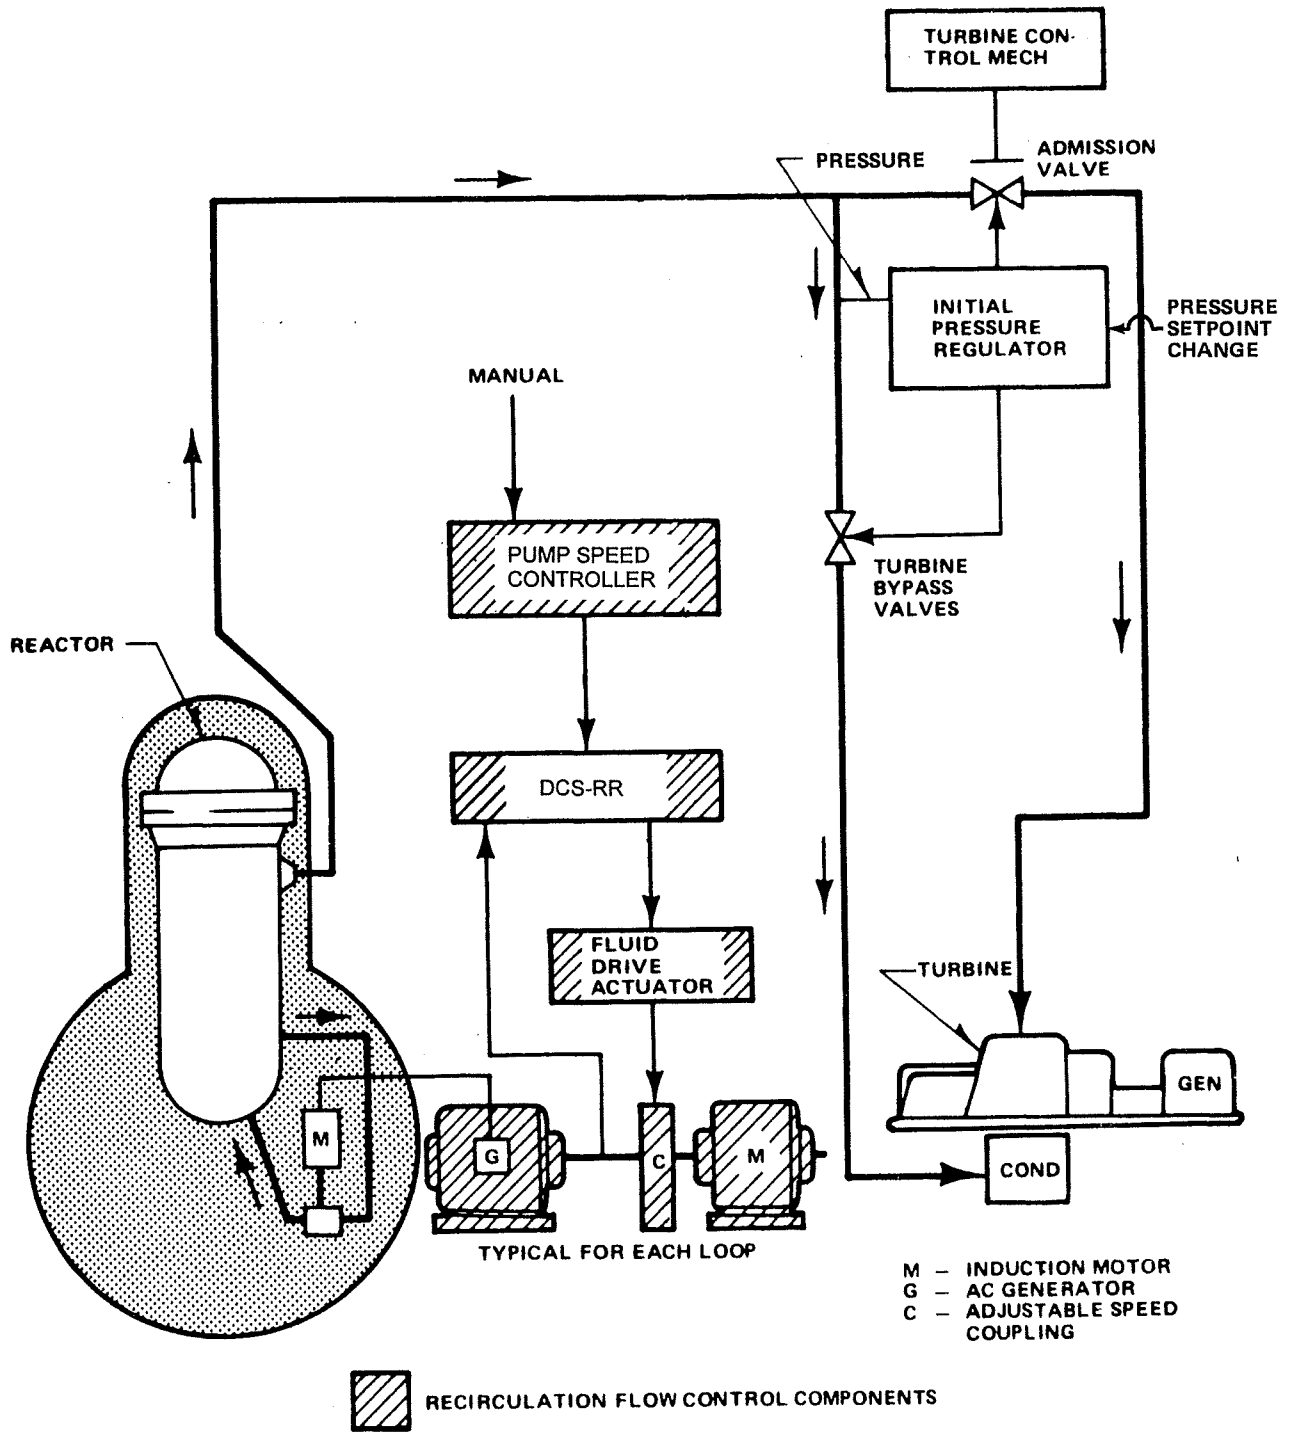 TURBINE CON-
TROL MECH
ADMISSION
VALVE
PRESSURE
INITIAL
PRESSURE
REGULATOR
PRESSURE
SETPOINT
CHANGE
MANUAL
PUMP SPEED
CONTROLLER
TURBINE
BYPASS
VALVES
REACTOR
DCS-RR
FLUID
DRIVE
ACTUATOR
TURBINE
GEN
M
G
C
M
COND
TYPICAL FOR EACH LOOP
M – INDUCTION MOTOR
G – AC GENERATOR
C – ADJUSTABLE SPEED
COUPLING
RECIRCULATION FLOW CONTROL COMPONENTS